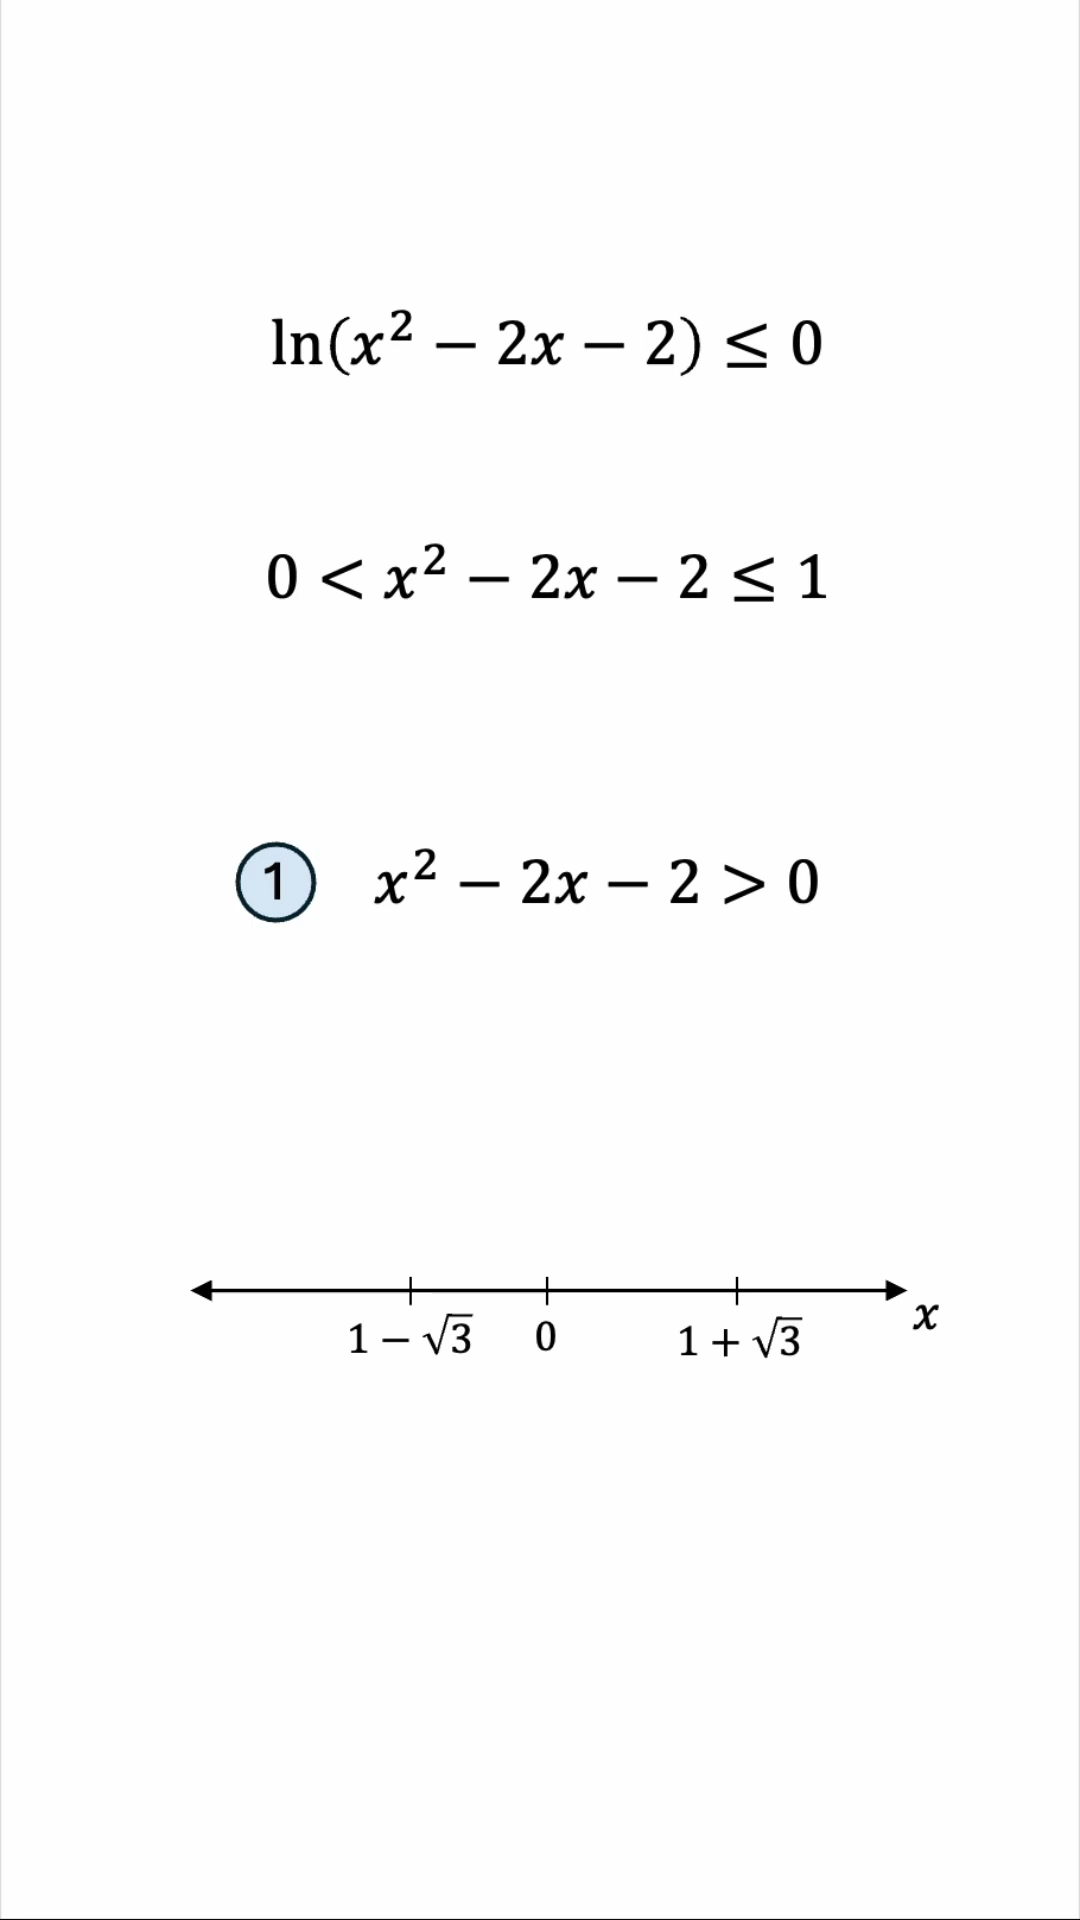 ln(x² − 2x − 2) ≤ 0
0 < x² − 2x − 2 ≤ 1
1 x² − 2x − 2 > 0
1 − √3 0 1 + √3 x